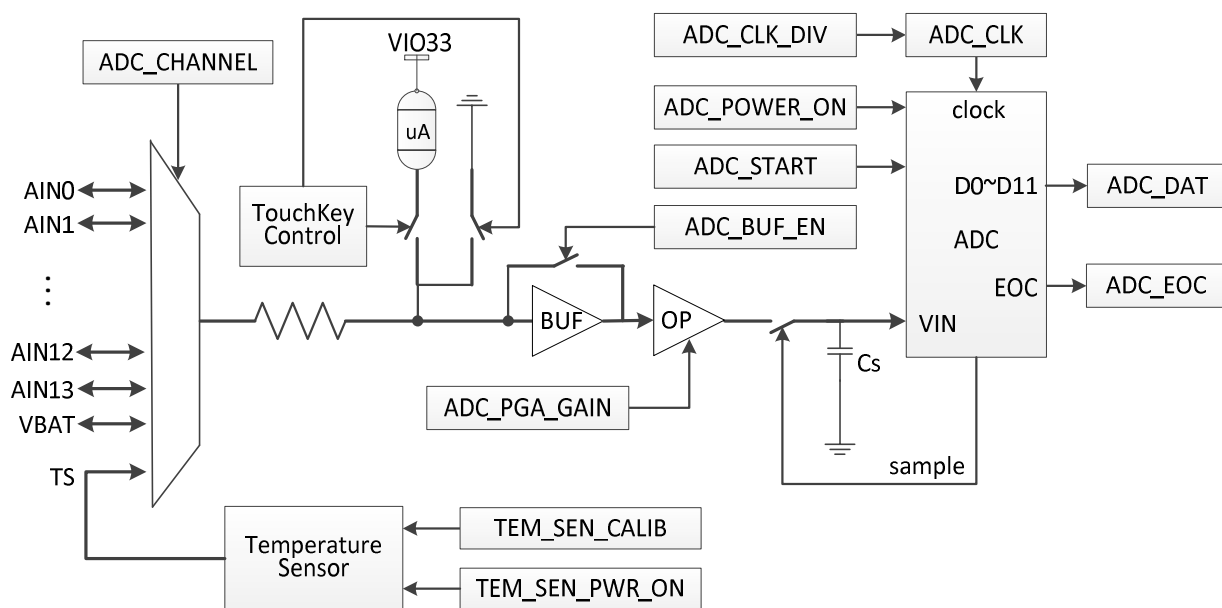 ADC_CHANNEL
VIO33
uA
TouchKey
Control
ADC_CLK_DIV
ADC_CLK
ADC_POWER_ON
ADC_START
ADC_BUF_EN
clock
D0~D11
ADC
EOC
VIN
ADC_DAT
ADC_EOC
AIN0
AIN1
⋮
AIN12
AIN13
VBAT
TS
BUF
OP
ADC_PGA_GAIN
Cs
sample
Temperature
Sensor
TEM_SEN_CALIB
TEM_SEN_PWR_ON